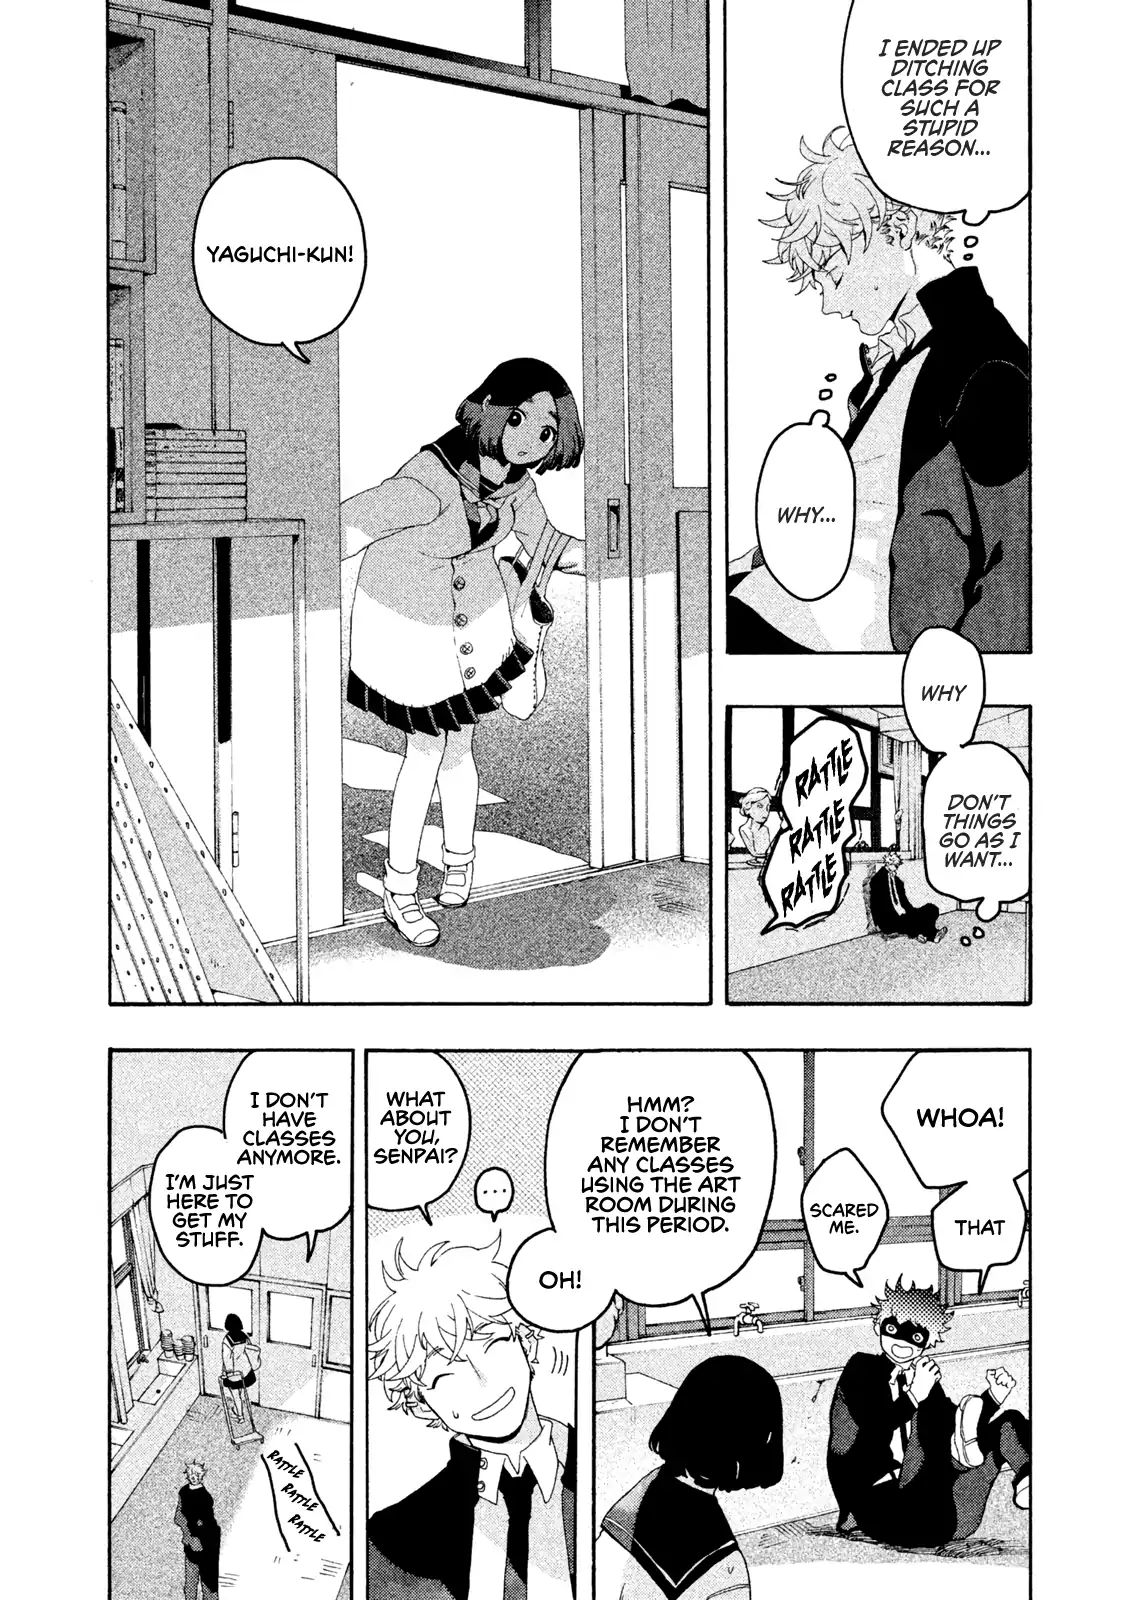 I ENDED UP
DITCHING
CLASS FOR
SUCH A
STUPID
REASON...
WHY...
WHY
DON'T
THINGS
GO AS I
WANT...
RATTLE
RATTLE
RATTLE
YAGUCHI-KUN!
WHOA!
THAT
SCARED
ME.
HMM?
I DON'T
REMEMBER
ANY CLASSES
USING THE ART
ROOM DURING
THIS PERIOD.
OH!
...
WHAT
ABOUT
YOU,
SENPAI?
I DON'T
HAVE
CLASSES
ANYMORE.
I'M JUST
HERE TO
GET MY
STUFF.
RATTLE
RATTLE
RATTLE